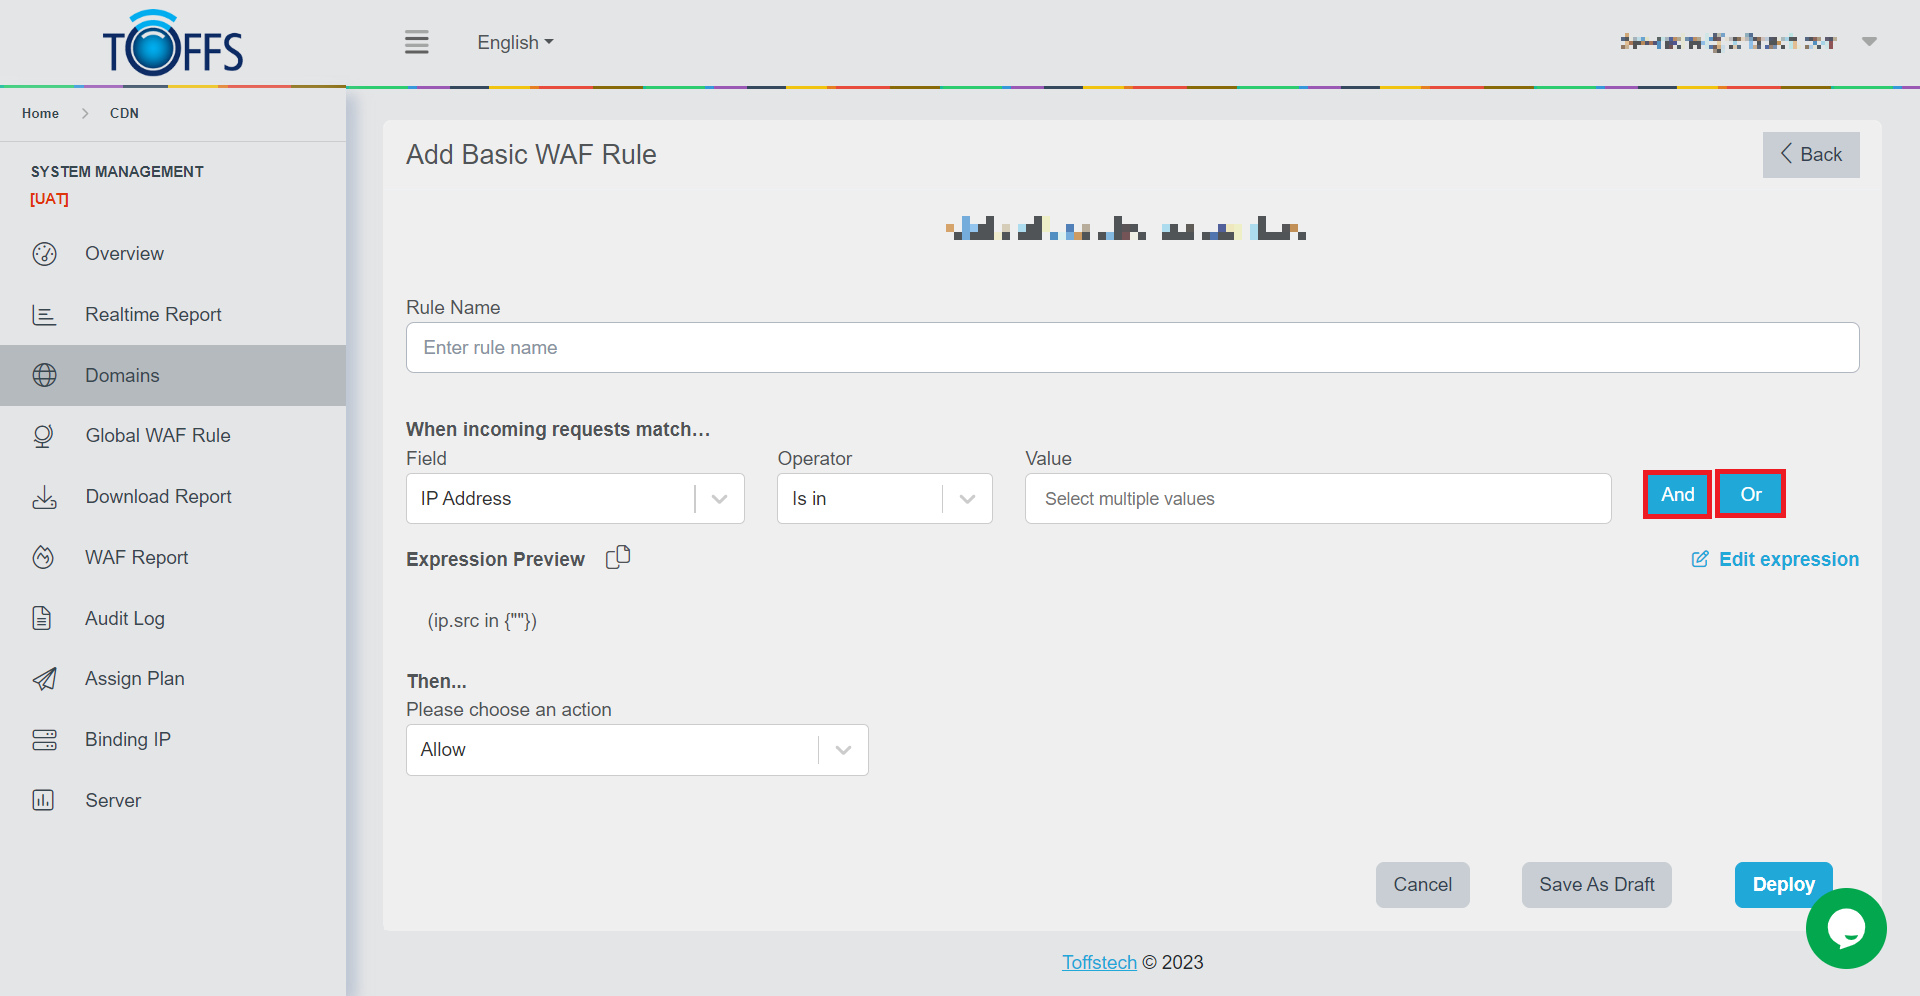 TOFFS
English
Home > CDN
SYSTEM MANAGEMENT
[UAT]
Overview
Realtime Report
Domains
Global WAF Rule
Download Report
WAF Report
Audit Log
Assign Plan
Binding IP
Server
Add Basic WAF Rule
Back
Rule Name
Enter rule name
When incoming requests match...
Field Operator Value
IP Address Is in Select multiple values And Or
Expression Preview Edit expression
(ip.src in {""})
Then...
Please choose an action
Allow
Cancel Save As Draft Deploy
Toffstech © 2023